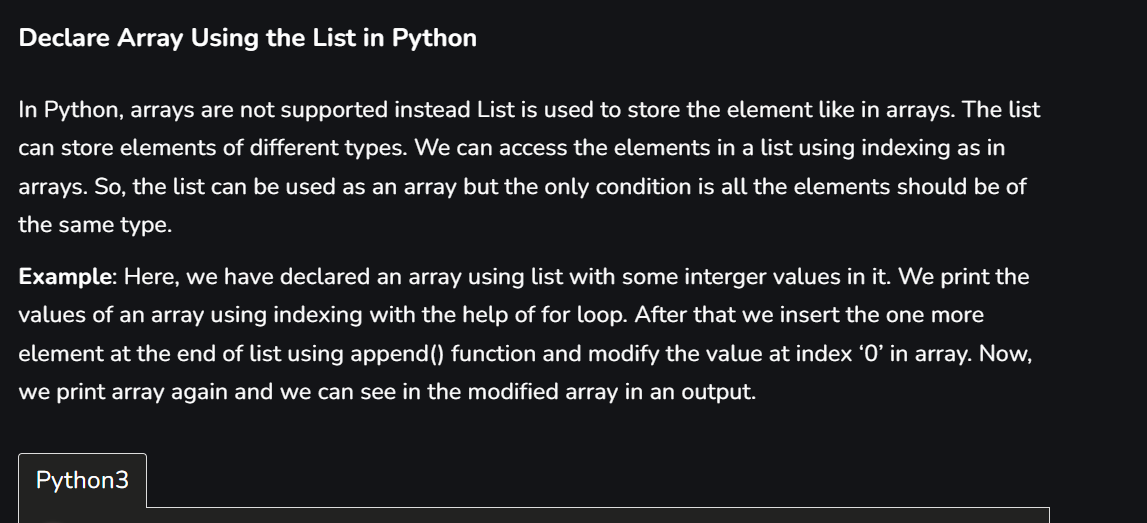 Declare Array Using the List in Python
In Python, arrays are not supported instead List is used to store the element like in arrays. The list
can store elements of different types. We can access the elements in a list using indexing as in
arrays. So, the list can be used as an array but the only condition is all the elements should be of
the same type.
Example: Here, we have declared an array using list with some interger values in it. We print the
values of an array using indexing with the help of for loop. After that we insert the one more
element at the end of list using append() function and modify the value at index ‘0’ in array. Now,
we print array again and we can see in the modified array in an output.
Python3